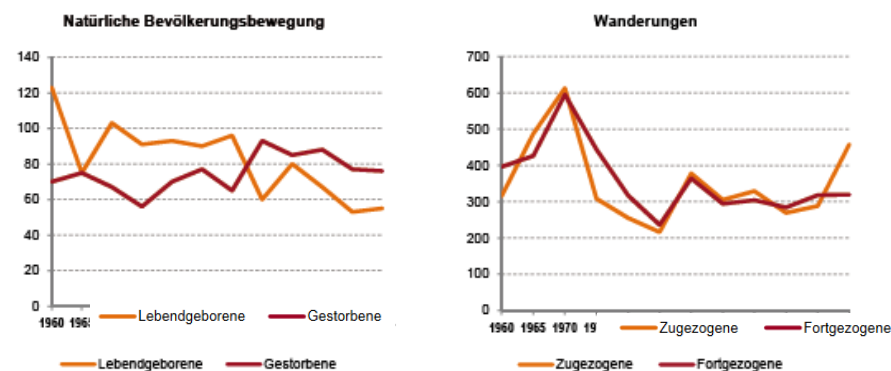 Natürliche Bevölkerungsbewegung
140
120
100
80
60
40
20
0
1960 1965
Lebendgeborene Gestorbene
Lebendgeborene Gestorbene
Wanderungen
700
600
500
400
300
200
100
0
1960 1965 1970 19
Zugezogene Fortgezogene
Zugezogene Fortgezogene